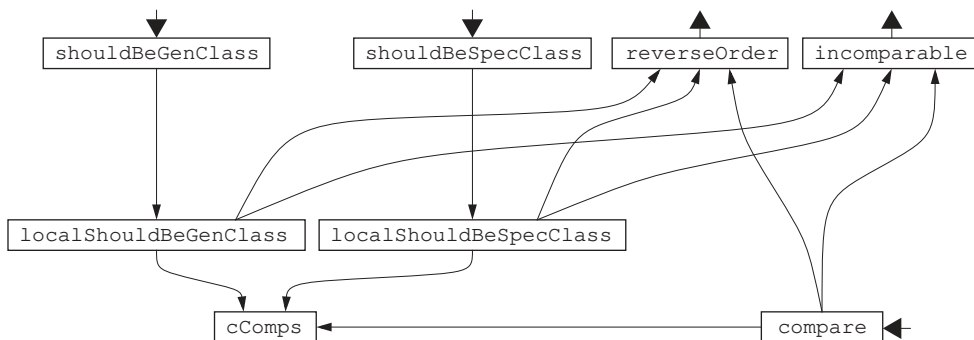 shouldBeGenClass
shouldBeSpecClass
reverseOrder
incomparable
localShouldBeGenClass
localShouldBeSpecClass
cComps
compare